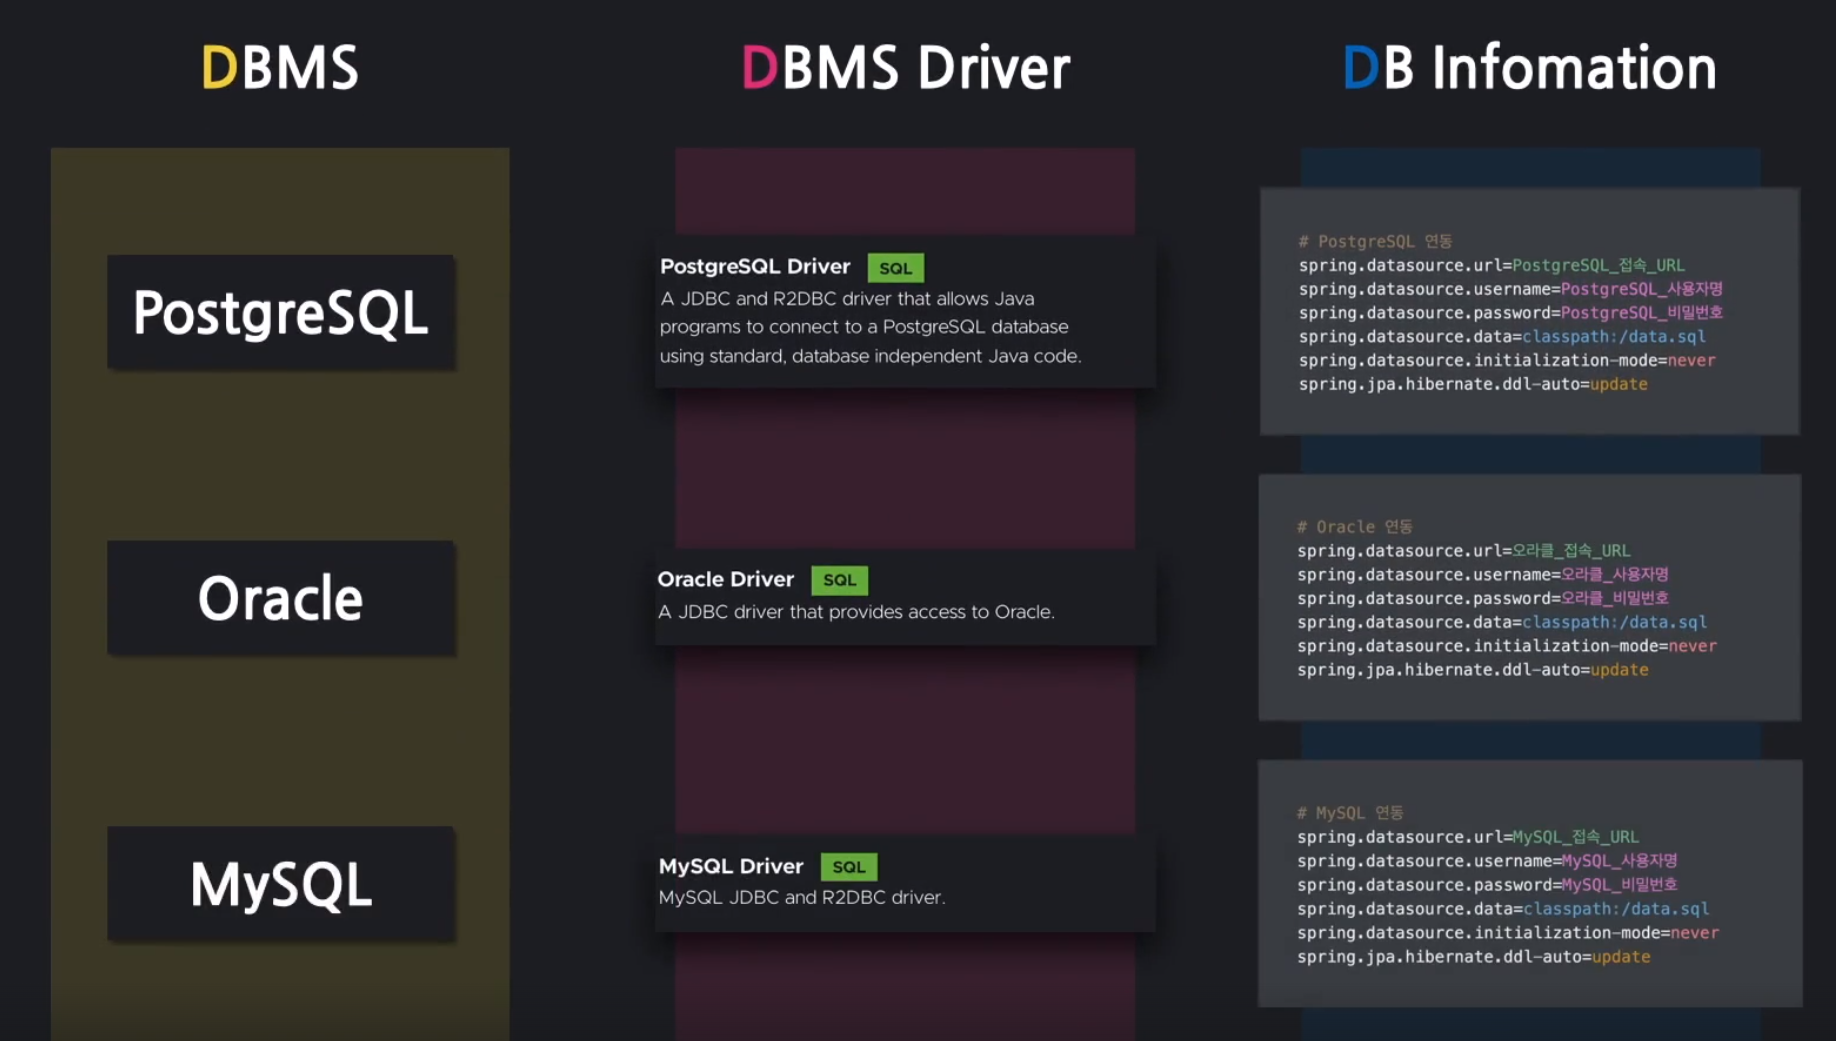 DBMS
PostgreSQL
Oracle
MySQL
DBMS Driver
PostgreSQL Driver SQL
A JDBC and R2DBC driver that allows Java
programs to connect to a PostgreSQL database
using standard, database independent Java code.
Oracle Driver SQL
A JDBC driver that provides access to Oracle.
MySQL Driver SQL
MySQL JDBC and R2DBC driver.
DB Infomation
# PostgreSQL 연동
spring.datasource.url=PostgreSQL_접속_URL
spring.datasource.username=PostgreSQL_사용자명
spring.datasource.password=PostgreSQL_비밀번호
spring.datasource.data=classpath:/data.sql
spring.datasource.initialization-mode=never
spring.jpa.hibernate.ddl-auto=update
# Oracle 연동
spring.datasource.url=오라클_접속_URL
spring.datasource.username=오라클_사용자명
spring.datasource.password=오라클_비밀번호
spring.datasource.data=classpath:/data.sql
spring.datasource.initialization-mode=never
spring.jpa.hibernate.ddl-auto=update
# MySQL 연동
spring.datasource.url=MySQL_접속_URL
spring.datasource.username=MySQL_사용자명
spring.datasource.password=MySQL_비밀번호
spring.datasource.data=classpath:/data.sql
spring.datasource.initialization-mode=never
spring.jpa.hibernate.ddl-auto=update